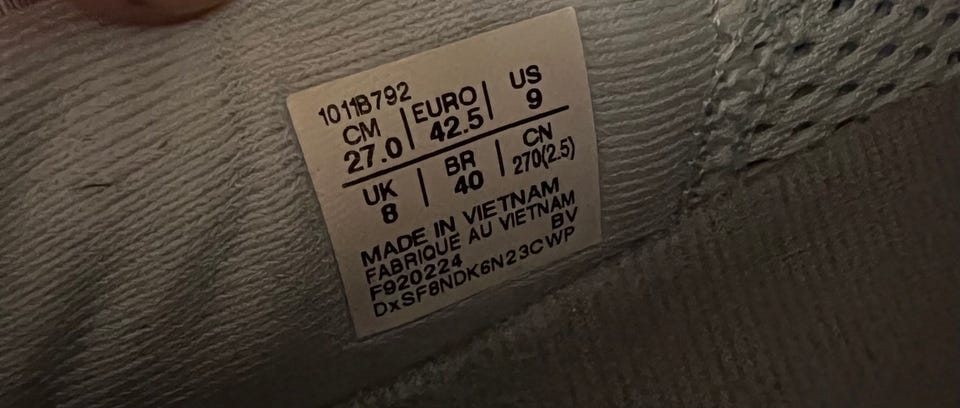 1011B792
CM | EURO | US
27.0 | 42.5 | 9
UK | BR | CN
8 | 40 | 270(2.5)
MADE IN VIETNAM
FABRIQUE AU VIETNAM
F920224 BV
DxSF8NDK6N23CWP